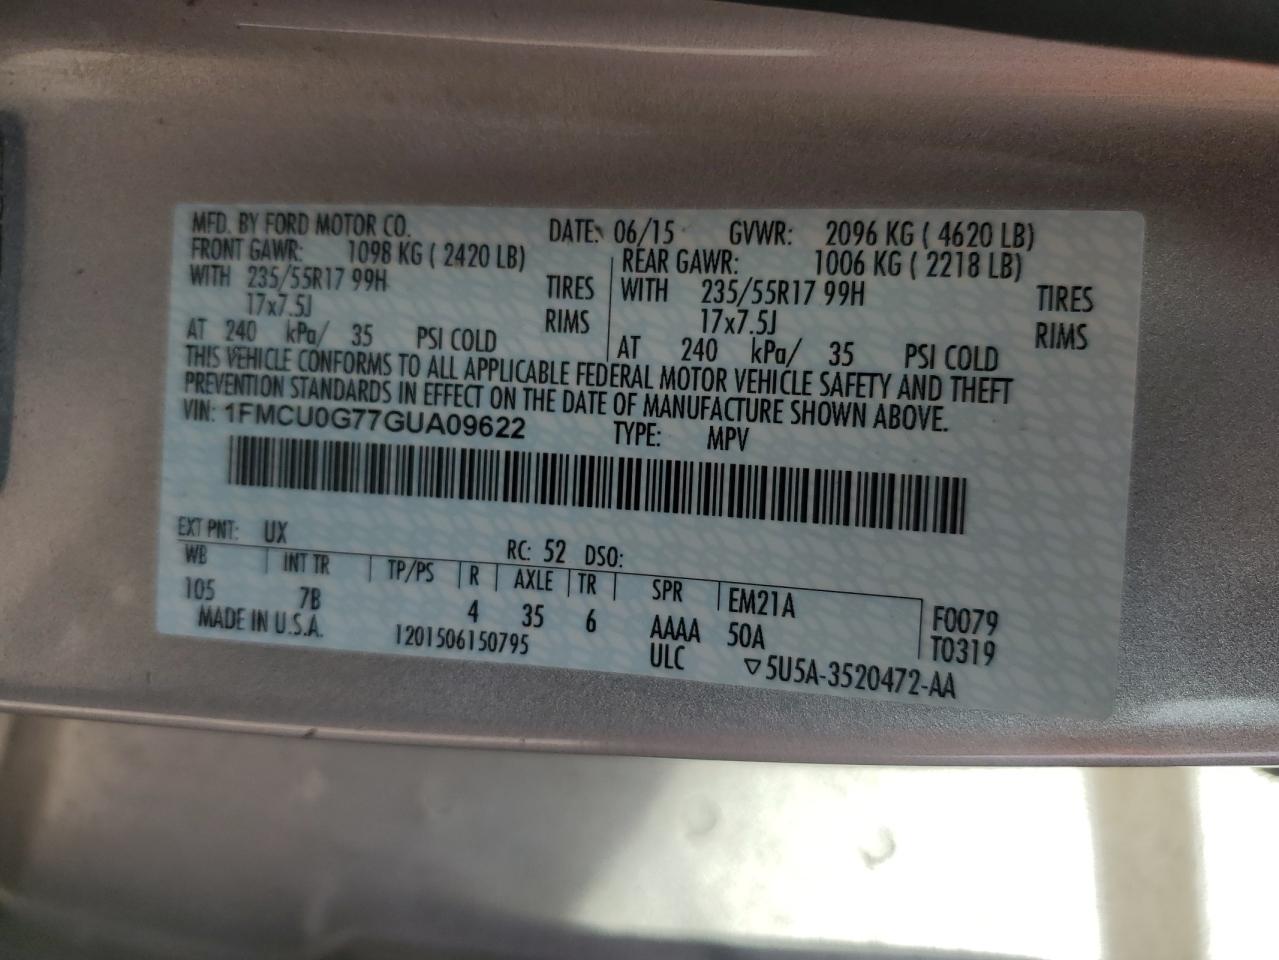 MFD. BY FORD MOTOR CO. DATE: 06/15 GVWR: 2096 KG ( 4620 LB)
FRONT GAWR: 1098 KG ( 2420 LB) REAR GAWR: 1006 KG ( 2218 LB)
WITH 235/55R17 99H TIRES WITH 235/55R17 99H TIRES
17x7.5J RIMS 17x7.5J RIMS
AT 240 kPa/ 35 PSI COLD AT 240 kPa/ 35 PSI COLD
THIS VEHICLE CONFORMS TO ALL APPLICABLE FEDERAL MOTOR VEHICLE SAFETY AND THEFT
PREVENTION STANDARDS IN EFFECT ON THE DATE OF MANUFACTURE SHOWN ABOVE.
VIN: 1FMCU0G77GUA09622 TYPE: MPV
EXT PNT: UX RC: 52 DSO:
WB INT TR TP/PS R AXLE TR SPR EM21A F0079
105 7B 4 35 6 AAAA 50A T0319
MADE IN U.S.A. 1201506150795 ULC ▽5U5A-3520472-AA